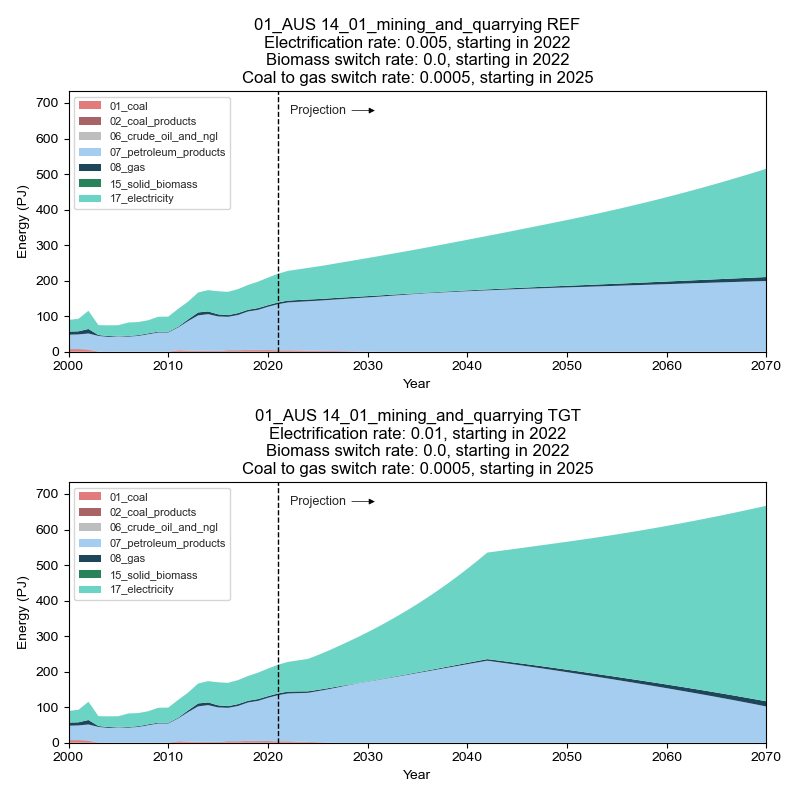 01_AUS 14_01_mining_and_quarrying REF
Electrification rate: 0.005, starting in 2022
Biomass switch rate: 0.0, starting in 2022
Coal to gas switch rate: 0.0005, starting in 2025
Energy (PJ)
700
600
500
400
300
200
100
0
01_coal
02_coal_products
06_crude_oil_and_ngl
07_petroleum_products
08_gas
15_solid_biomass
17_electricity
Projection
2000 2010 2020 2030 2040 2050 2060 2070
Year
01_AUS 14_01_mining_and_quarrying TGT
Electrification rate: 0.01, starting in 2022
Biomass switch rate: 0.0, starting in 2022
Coal to gas switch rate: 0.0005, starting in 2025
Energy (PJ)
700
600
500
400
300
200
100
0
01_coal
02_coal_products
06_crude_oil_and_ngl
07_petroleum_products
08_gas
15_solid_biomass
17_electricity
Projection
2000 2010 2020 2030 2040 2050 2060 2070
Year